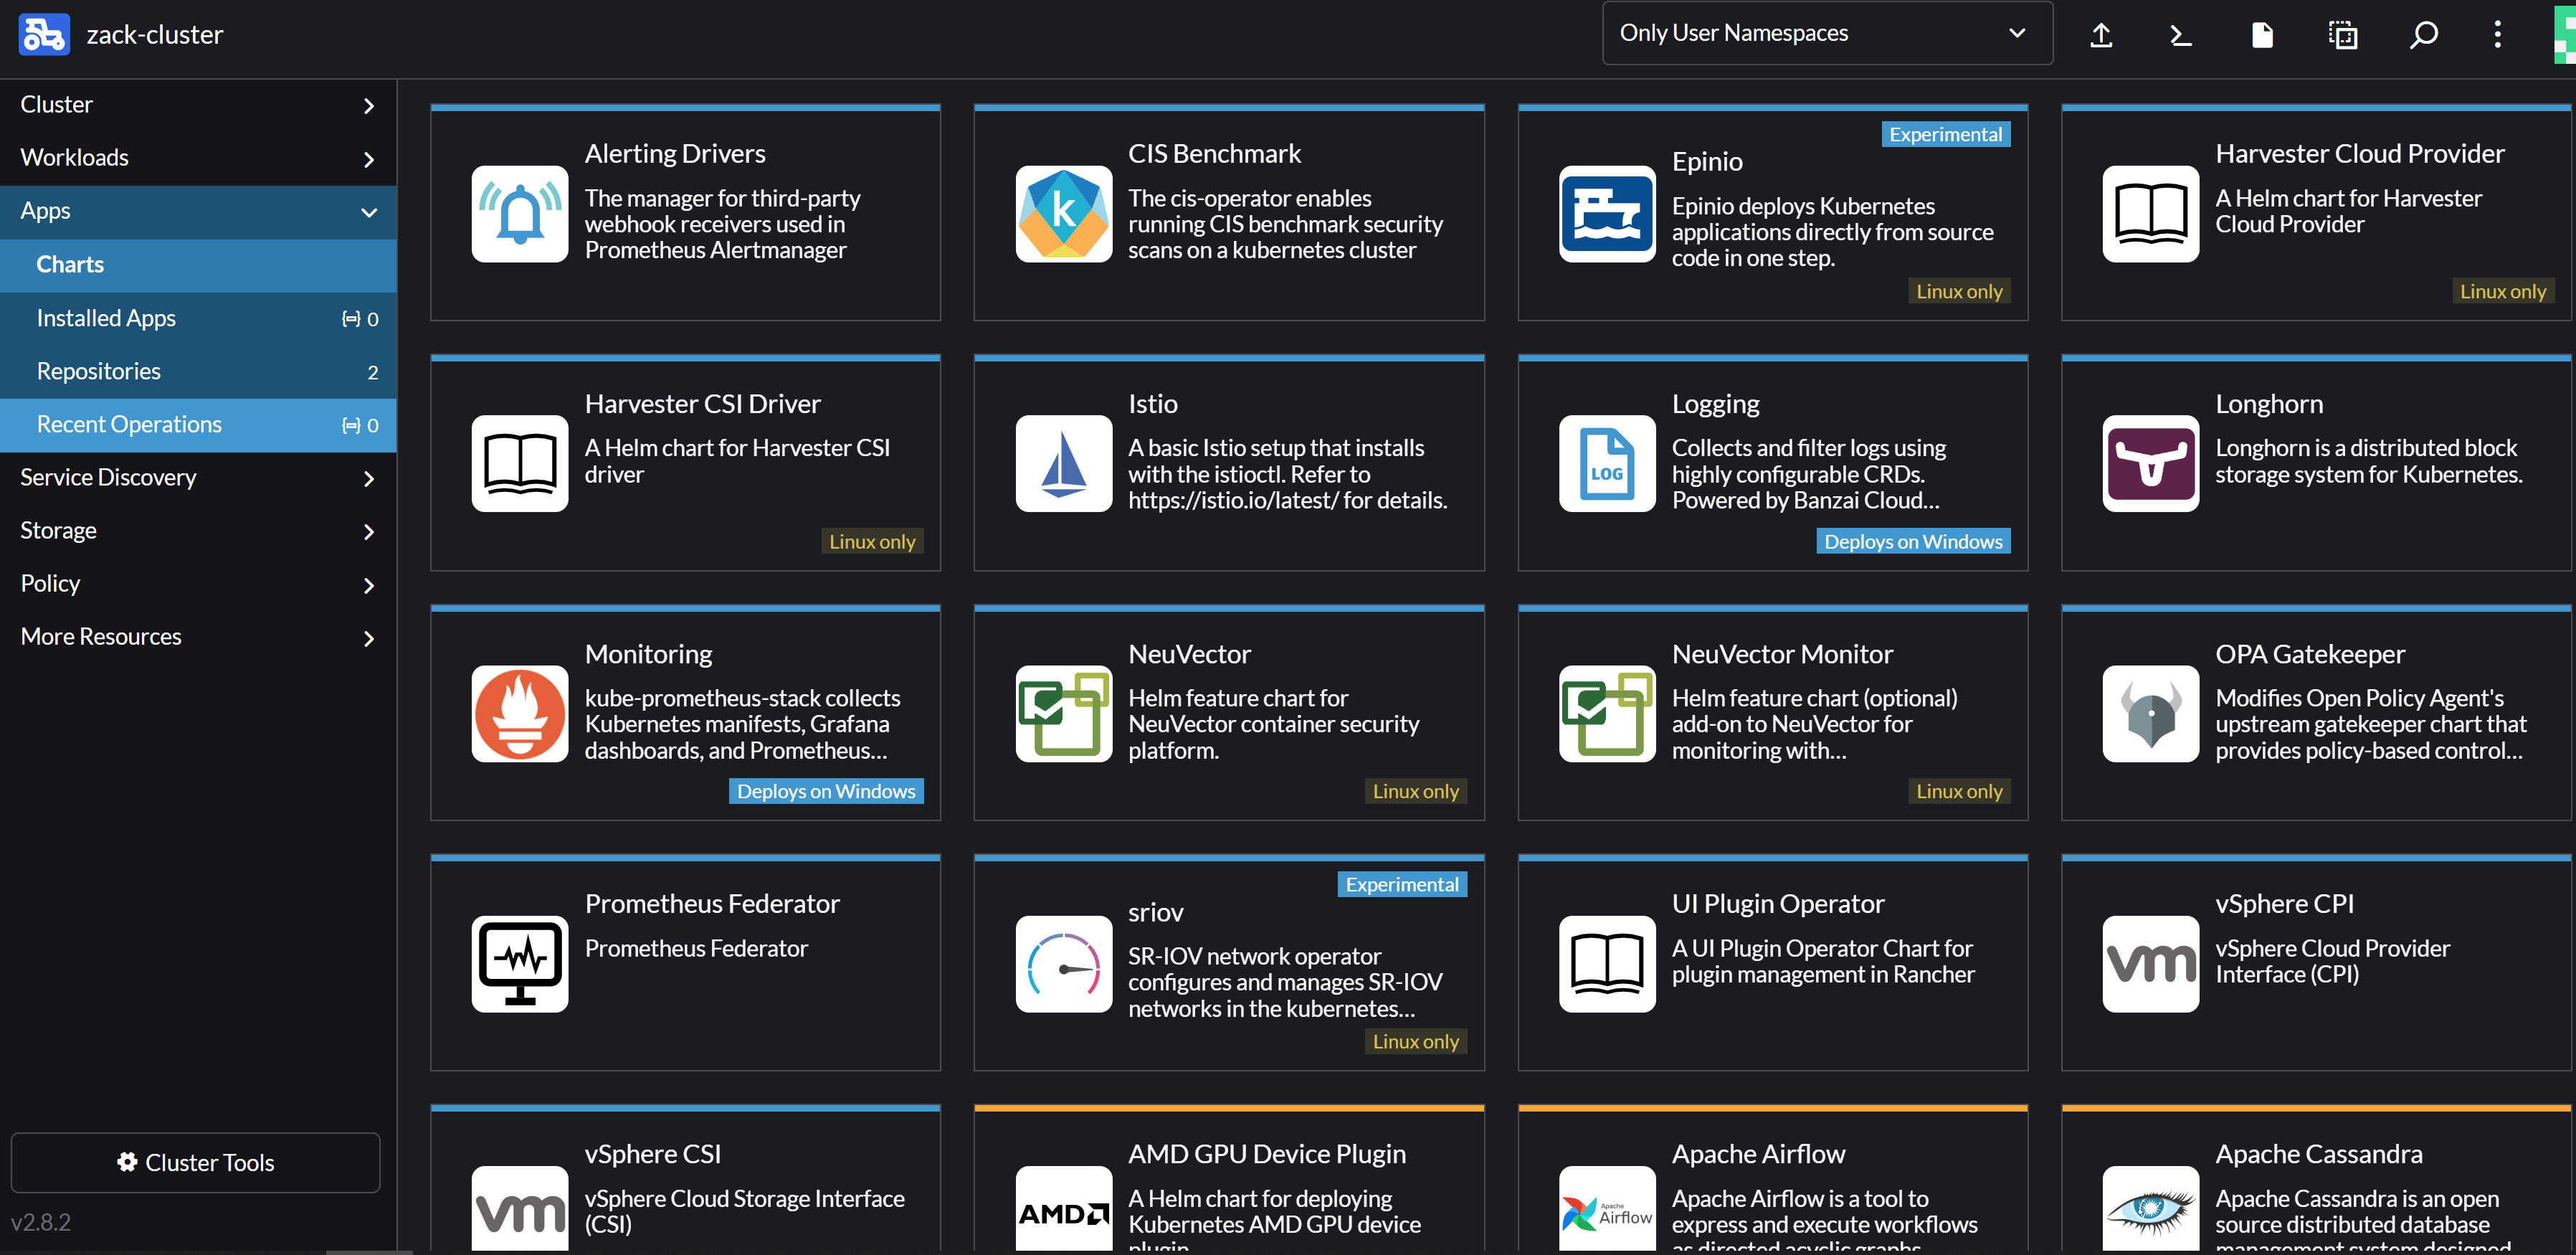 zack-cluster
Only User Namespaces
Cluster
Workloads
Apps
Charts
Installed Apps 0
Repositories 2
Recent Operations 0
Service Discovery
Storage
Policy
More Resources
Cluster Tools
v2.8.2
Alerting Drivers
The manager for third-party
webhook receivers used in
Prometheus Alertmanager
CIS Benchmark
The cis-operator enables
running CIS benchmark security
scans on a kubernetes cluster
Experimental
Epinio
Epinio deploys Kubernetes
applications directly from source
code in one step.
Linux only
Harvester Cloud Provider
A Helm chart for Harvester
Cloud Provider
Linux only
Harvester CSI Driver
A Helm chart for Harvester CSI
driver
Linux only
Istio
A basic Istio setup that installs
with the istioctl. Refer to
https://istio.io/latest/ for details.
LOG
Logging
Collects and filter logs using
highly configurable CRDs.
Powered by Banzai Cloud...
Deploys on Windows
Longhorn
Longhorn is a distributed block
storage system for Kubernetes.
Monitoring
kube-prometheus-stack collects
Kubernetes manifests, Grafana
dashboards, and Prometheus...
Deploys on Windows
NeuVector
Helm feature chart for
NeuVector container security
platform.
Linux only
NeuVector Monitor
Helm feature chart (optional)
add-on to NeuVector for
monitoring with...
Linux only
OPA Gatekeeper
Modifies Open Policy Agent's
upstream gatekeeper chart that
provides policy-based control...
Prometheus Federator
Prometheus Federator
Experimental
sriov
SR-IOV network operator
configures and manages SR-IOV
networks in the kubernetes...
Linux only
UI Plugin Operator
A UI Plugin Operator Chart for
plugin management in Rancher
vm
vSphere CPI
vSphere Cloud Provider
Interface (CPI)
vm
vSphere CSI
vSphere Cloud Storage Interface
(CSI)
AMD
AMD GPU Device Plugin
A Helm chart for deploying
Kubernetes AMD GPU device
plugin.
Apache
Airflow
Apache Airflow
Apache Airflow is a tool to
express and execute workflows
as directed acyclic graphs
Apache Cassandra
Apache Cassandra is an open
source distributed database
management system designed